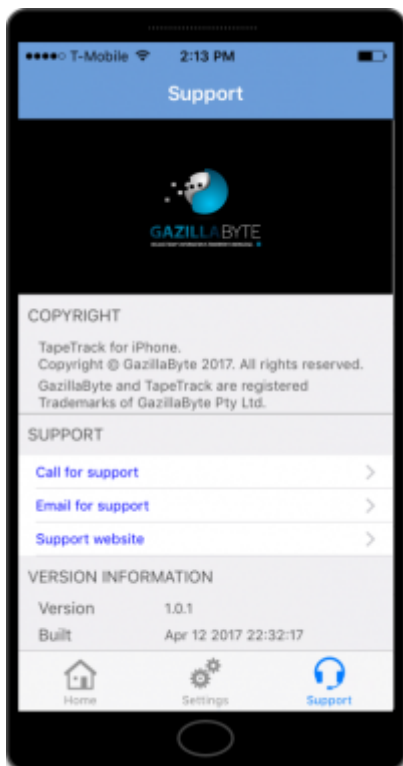 T-Mobile 2:13 PM
Support
GAZILLABYTE
COPYRIGHT
TapeTrack for iPhone.
Copyright © GazillaByte 2017. All rights reserved.
GazillaByte and TapeTrack are registered
Trademarks of GazillaByte Pty Ltd.
SUPPORT
Call for support
Email for support
Support website
VERSION INFORMATION
Version 1.0.1
Built Apr 12 2017 22:32:17
Home Settings Support